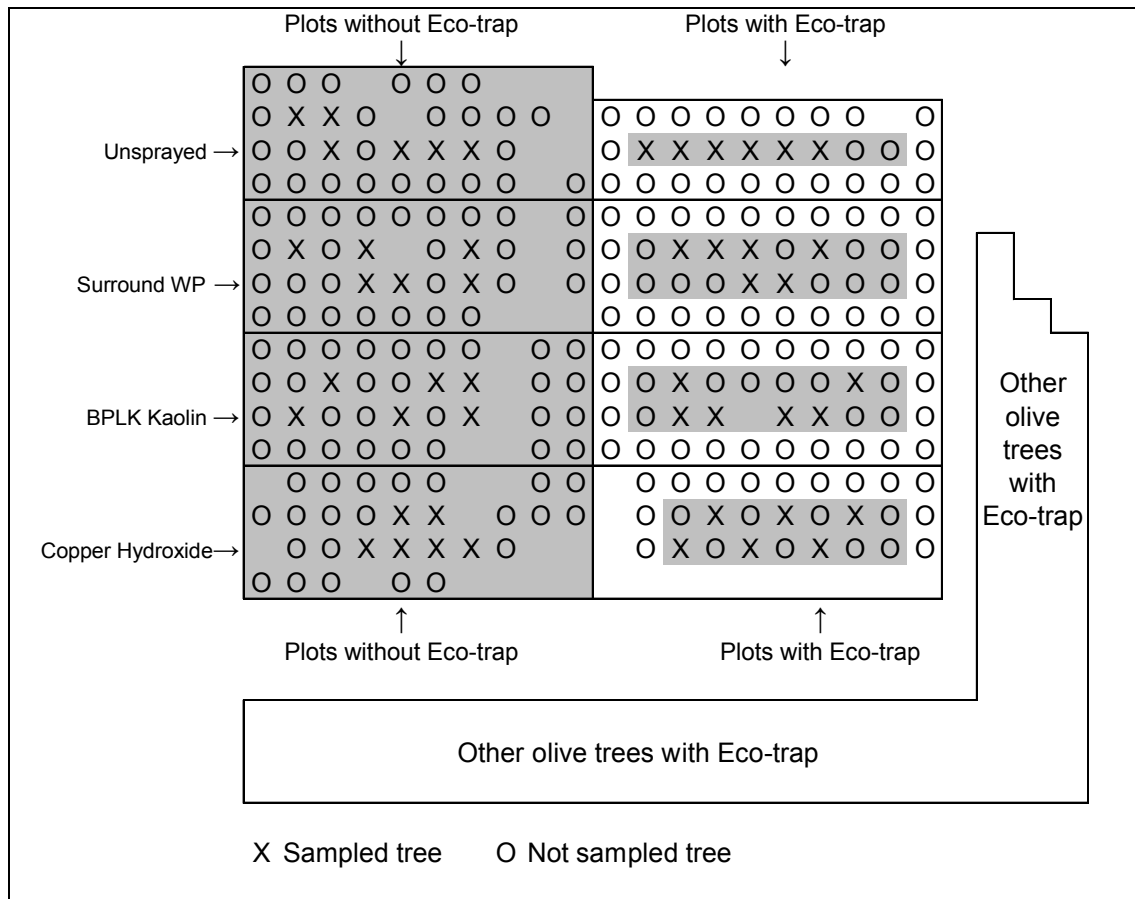 Plots without Eco-trap Plots with Eco-trap
↓ ↓
O O O O O O
O X X O O O O O O O O O O O O O O
Unsprayed → O O X O X X X O O X X X X X X O O O
O O O O O O O O O O O O O O O O O O O
O O O O O O O O O O O O O O O O O O O
O X O X O X O O O O X X X O X O O O
Surround WP → O O O X X O X O O O O O O X X O O O O
O O O O O O O O O O O O O O O O O
O O O O O O O O O O O O O O O O O O O
O O X O O X X O O O O X O O O O X O O
BPLK Kaolin → O X O O X O X O O O O X X X X O O O
O O O O O O O O O O O O O O O O O O
O O O O O O O O O O O O O O O O
O O O O X X O O O O O X O X O X O O
Copper Hydroxide → O O X X X X O O X O X O X O O O
O O O O O
↑ ↑
Plots without Eco-trap Plots with Eco-trap
Other
olive
trees
with
Eco-trap
Other olive trees with Eco-trap
X Sampled tree O Not sampled tree